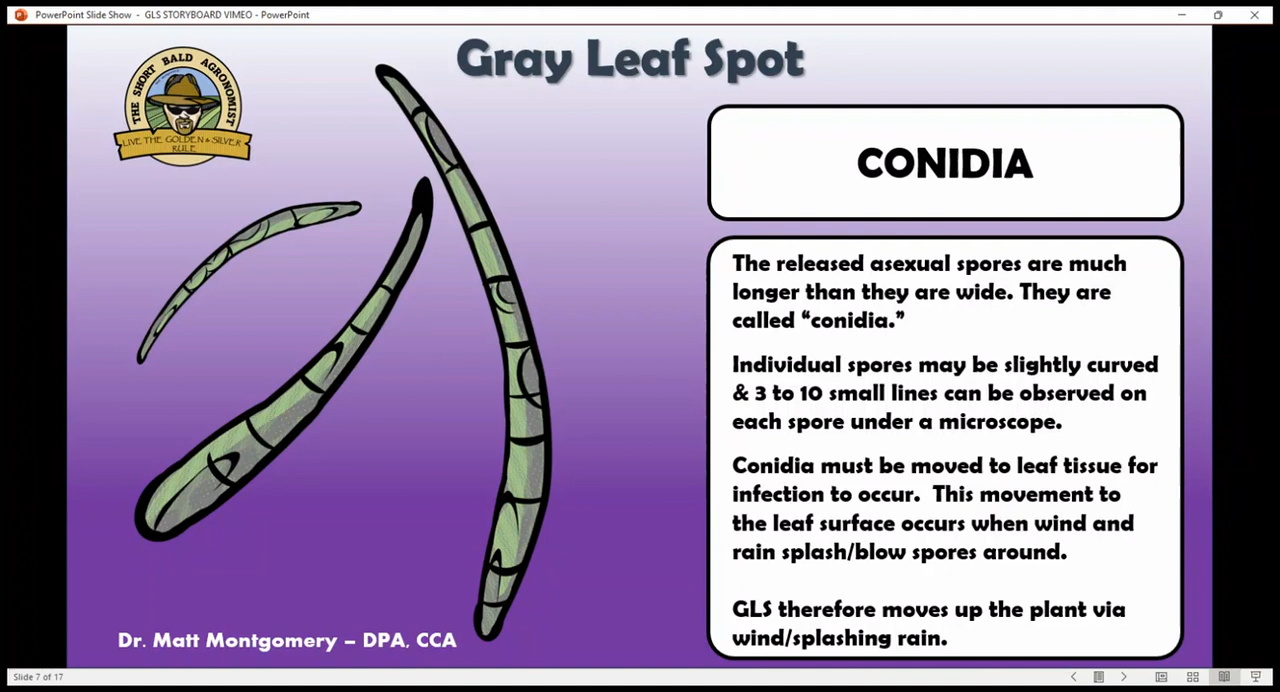 PowerPoint Slide Show - GLS STORYBOARD VIMEO - PowerPoint
THE SHORT BALD AGRONOMIST
LIVE THE GOLDEN & SILVER
RULE
Gray Leaf Spot
CONIDIA
The released asexual spores are much
longer than they are wide. They are
called “conidia.”
Individual spores may be slightly curved
& 3 to 10 small lines can be observed on
each spore under a microscope.
Conidia must be moved to leaf tissue for
infection to occur. This movement to
the leaf surface occurs when wind and
rain splash/blow spores around.
GLS therefore moves up the plant via
wind/splashing rain.
Dr. Matt Montgomery – DPA, CCA
Slide 7 of 17